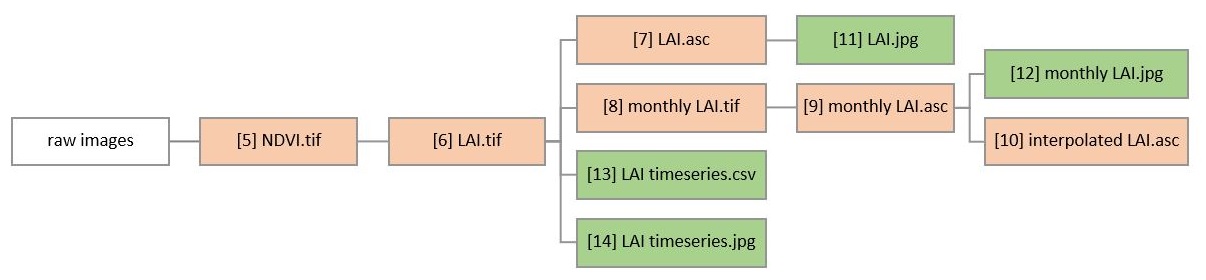 raw images
[5] NDVI.tif
[6] LAI.tif
[7] LAI.asc
[11] LAI.jpg
[8] monthly LAI.tif
[9] monthly LAI.asc
[12] monthly LAI.jpg
[10] interpolated LAI.asc
[13] LAI timeseries.csv
[14] LAI timeseries.jpg